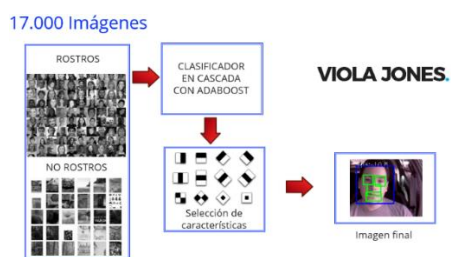 17.000 Imágenes
ROSTROS
NO ROSTROS
CLASIFICADOR
EN CASCADA
CON ADABOOST
Selección de
características
VIOLA JONES.
Imagen final